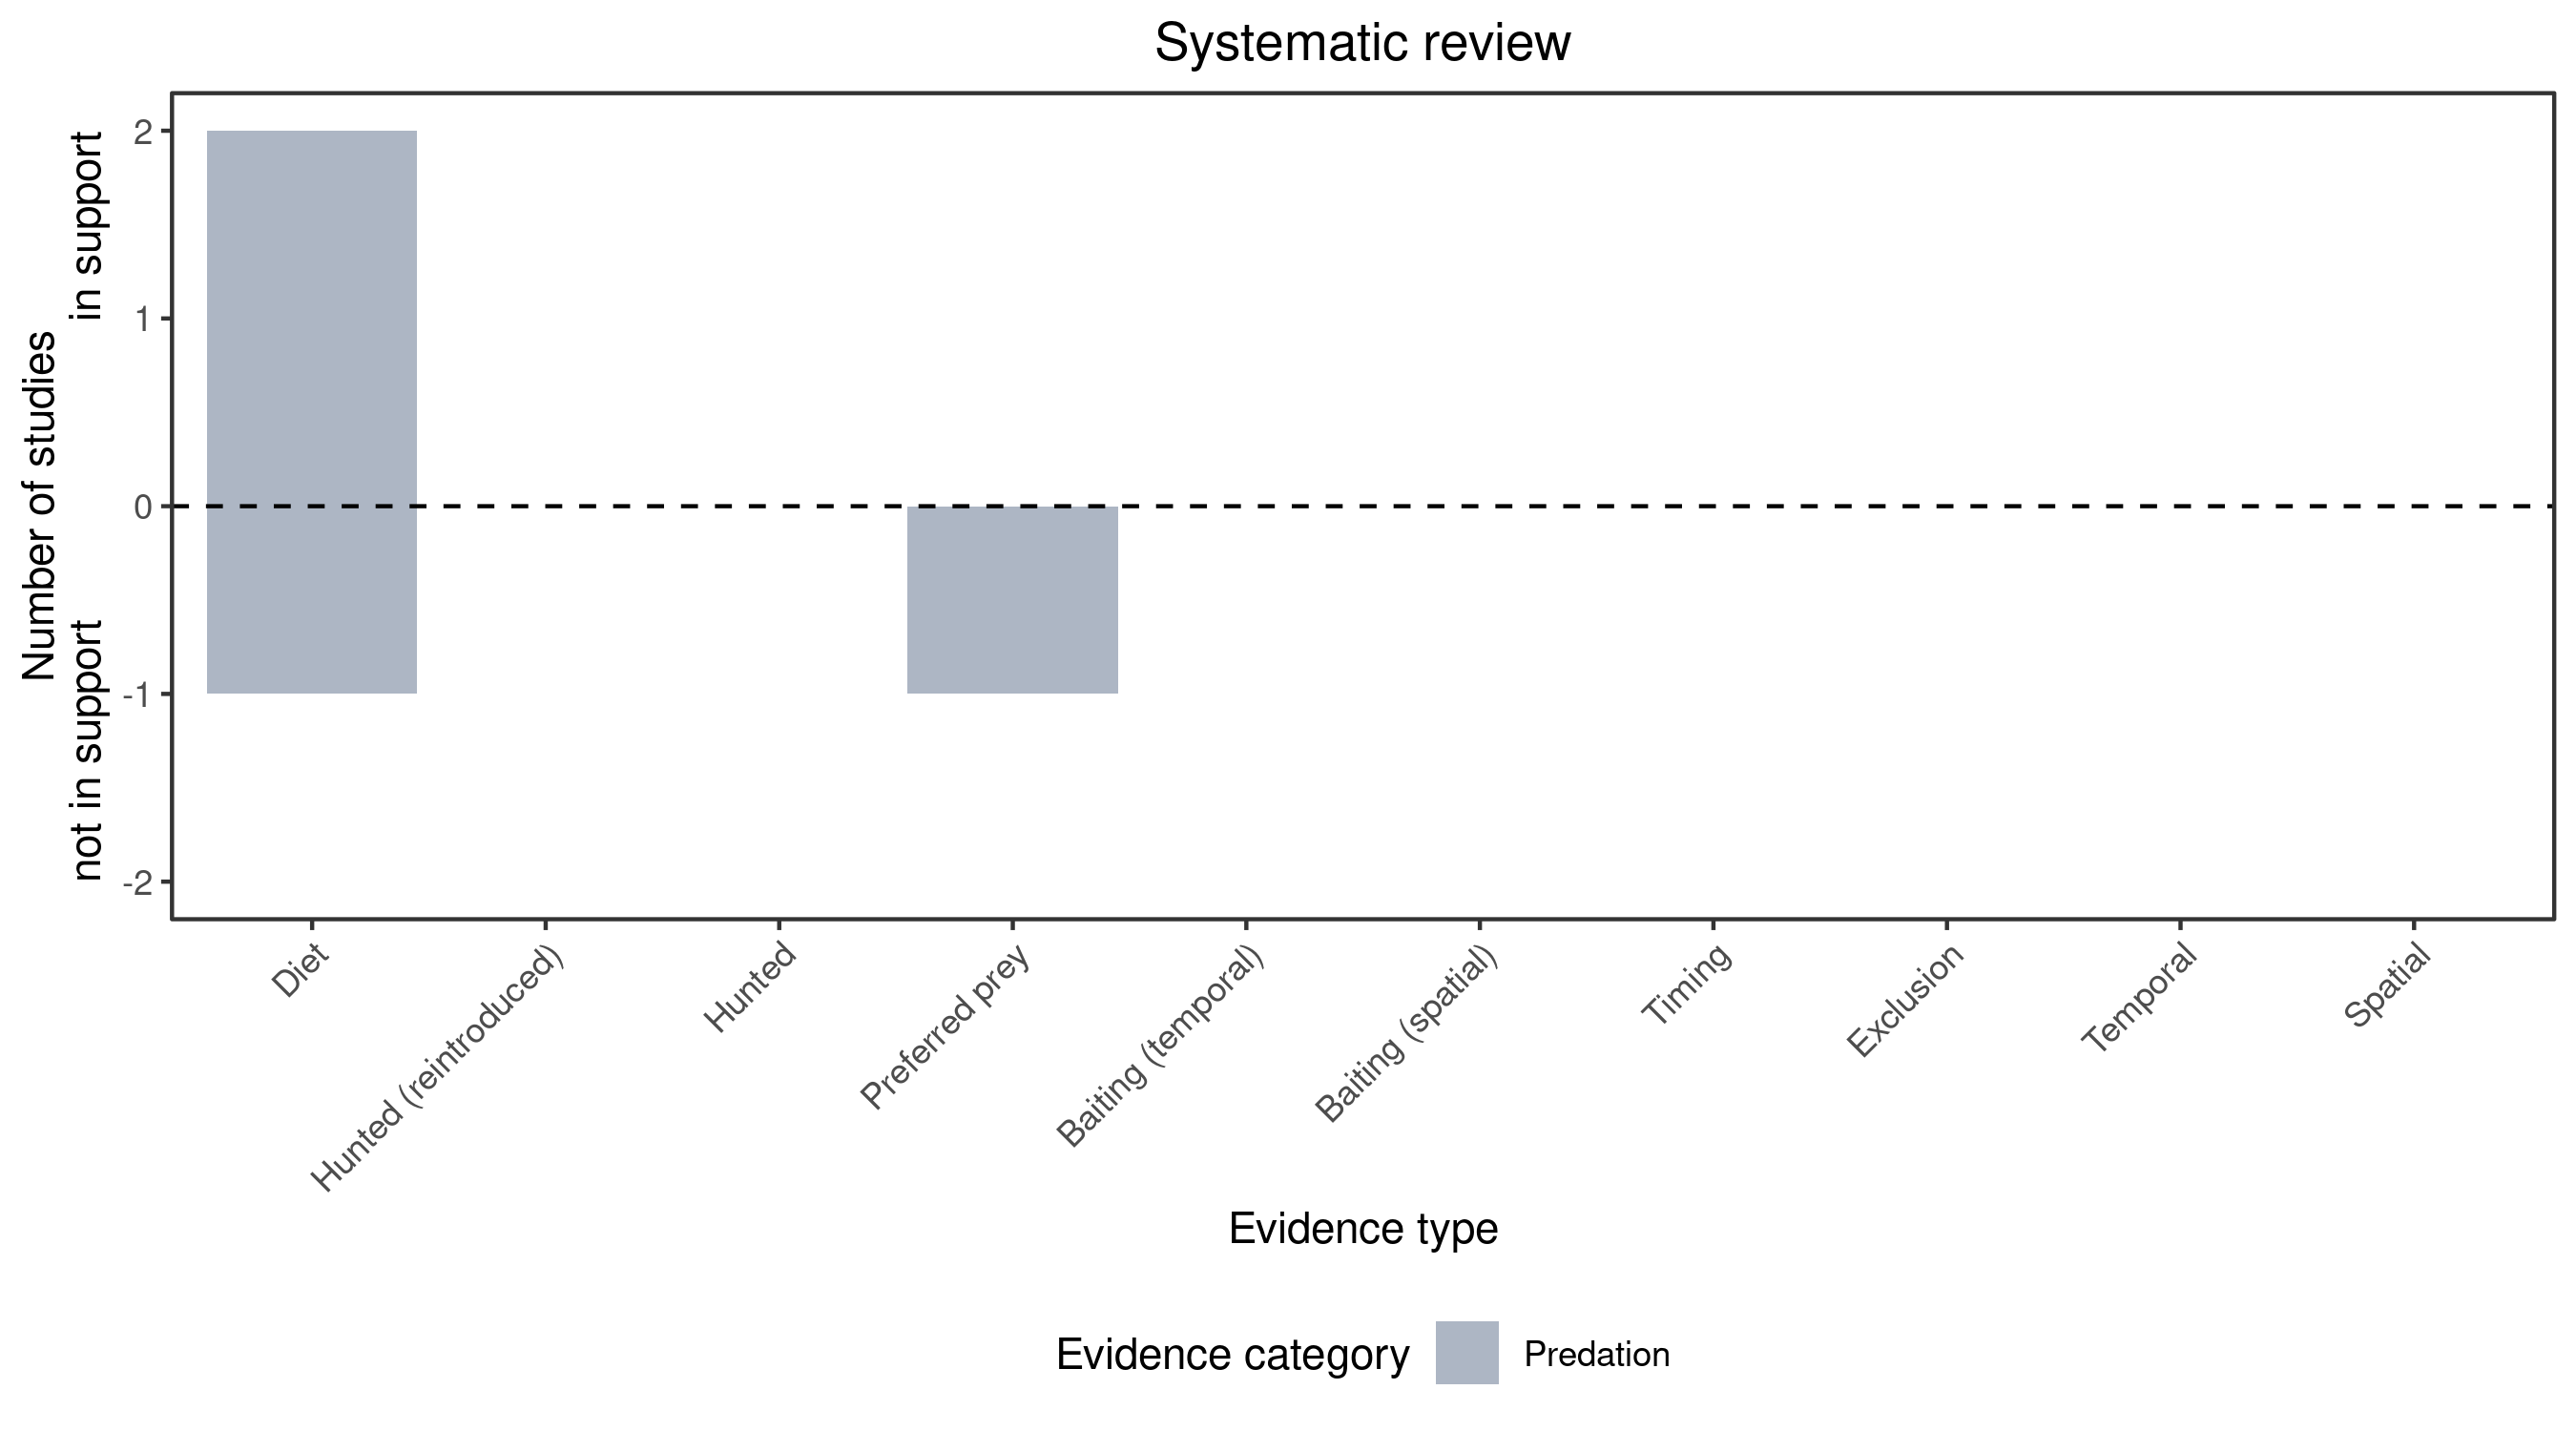 Systematic review
Number of studies
not in support in support
2
1
0
-1
-2
Diet
Hunted (reintroduced)
Hunted
Preferred prey
Baiting (temporal)
Baiting (spatial)
Timing
Exclusion
Temporal
Spatial
Evidence type
Evidence category
Predation